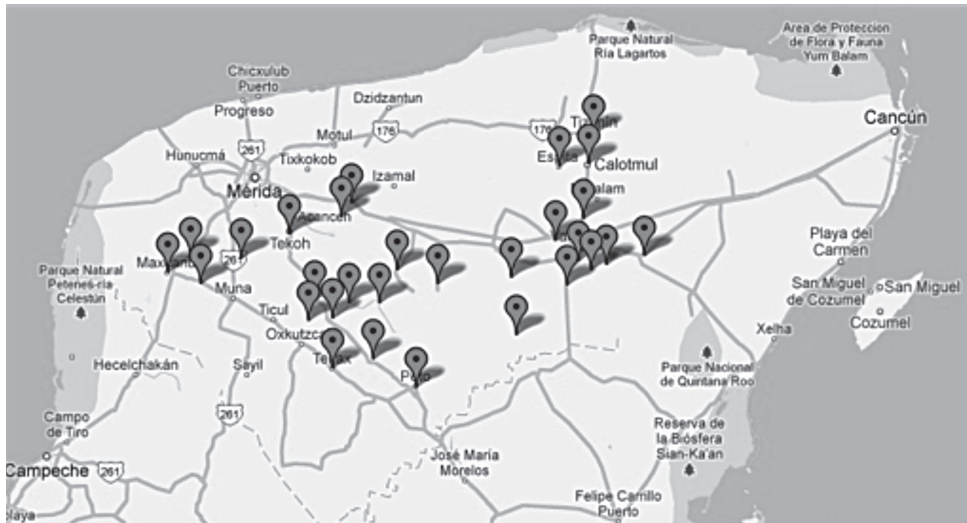 Parque Natural
Ría Lagartos
Area de Proteccion
de Flora y Fauna
Yum Balam
Chicxulub
Puerto
Progreso
Dzidzantun
Cancún
Motul
176
176
Hunucmá
261
Tixkokob
Calotmul
Mérida
Izamal
Tekoh
Playa del
Carmen
261
Parque Natural
Petenes-ría
Celestún
Muna
San Miguel
de Cozumel
San Miguel
Ticul
Cozumel
Xelha
Hecelchakán
Sayil
Parque Nacional
de Quintana Roo
261
Campo
de Tiro
Reserva de
la Biósfera
Sian-Ka'an
Campeche
261
José María
Morelos
Felipe Carrillo
Puerto